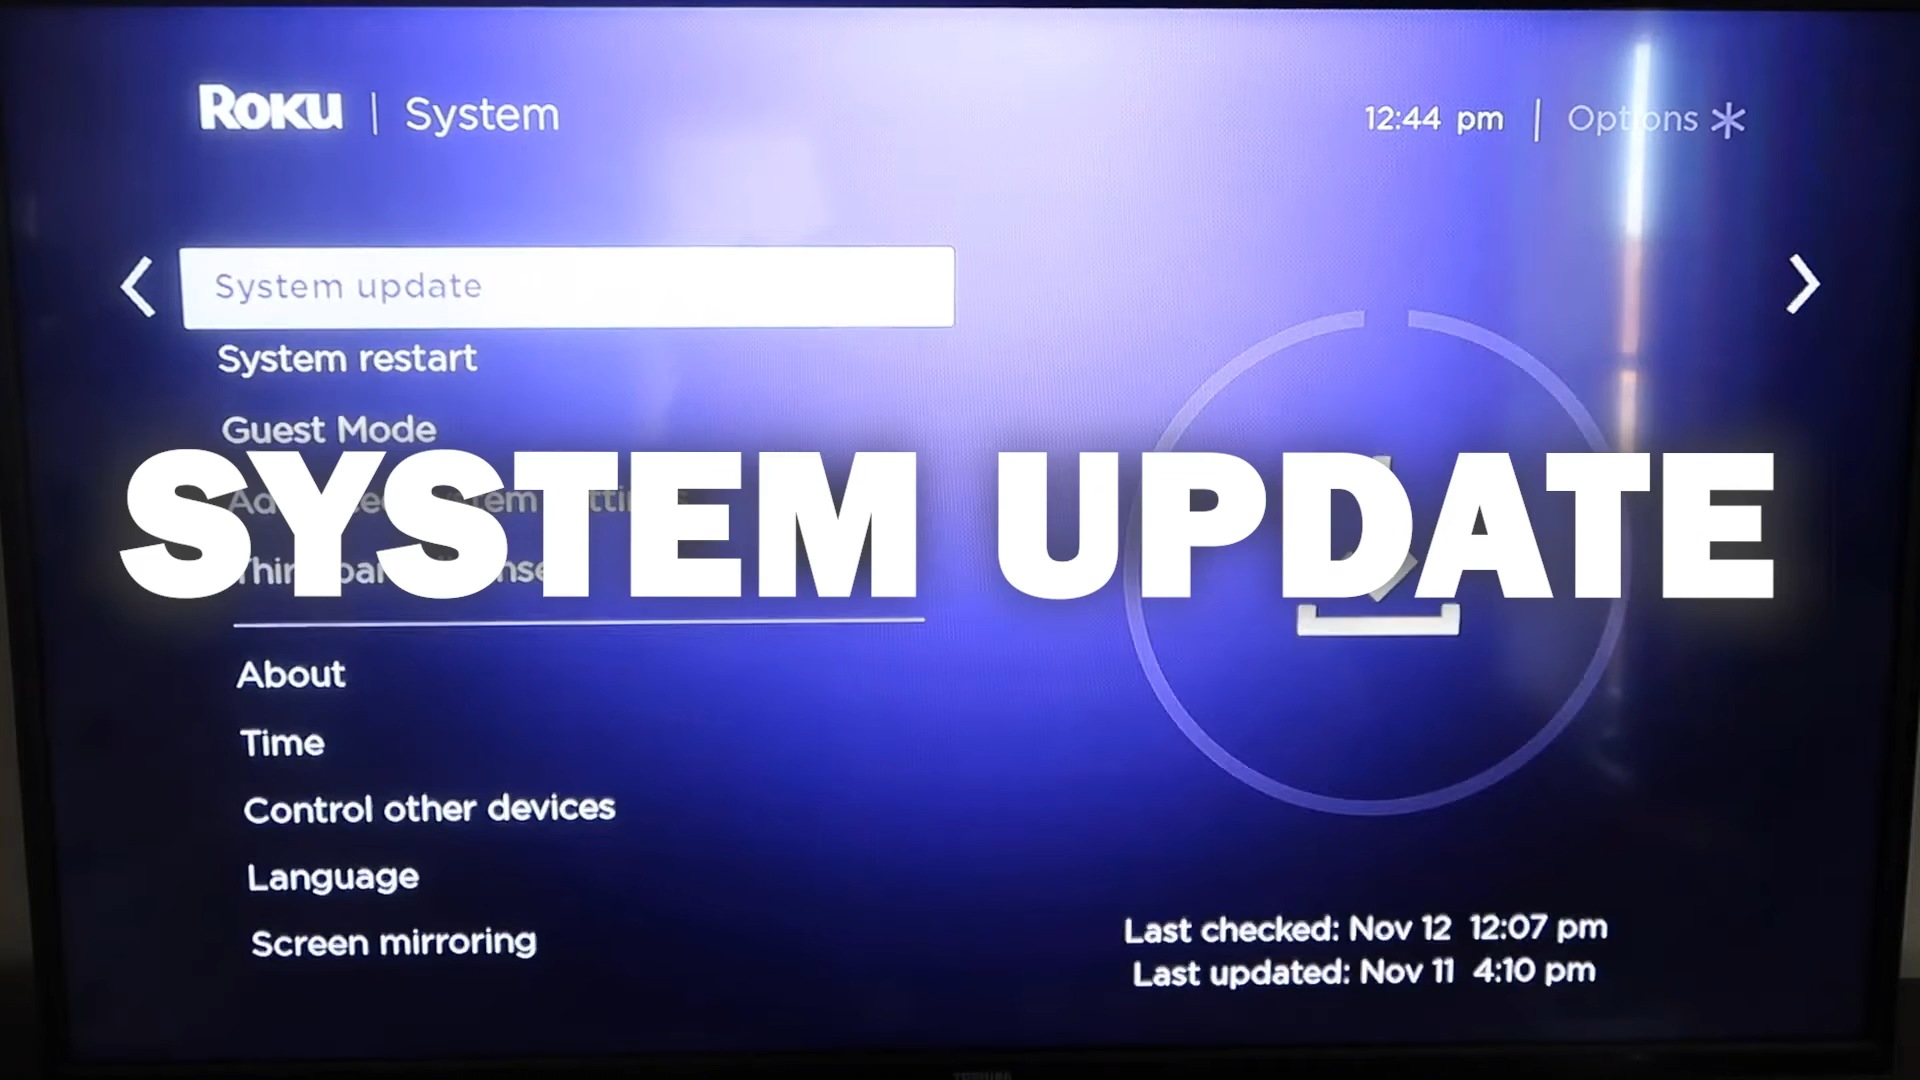 Roku | System
12:44 pm | Options *
System update
System restart
Guest Mode
SYSTEM UPDATE
About
Time
Control other devices
Language
Screen mirroring
Last checked: Nov 12 12:07 pm
Last updated: Nov 11 4:10 pm